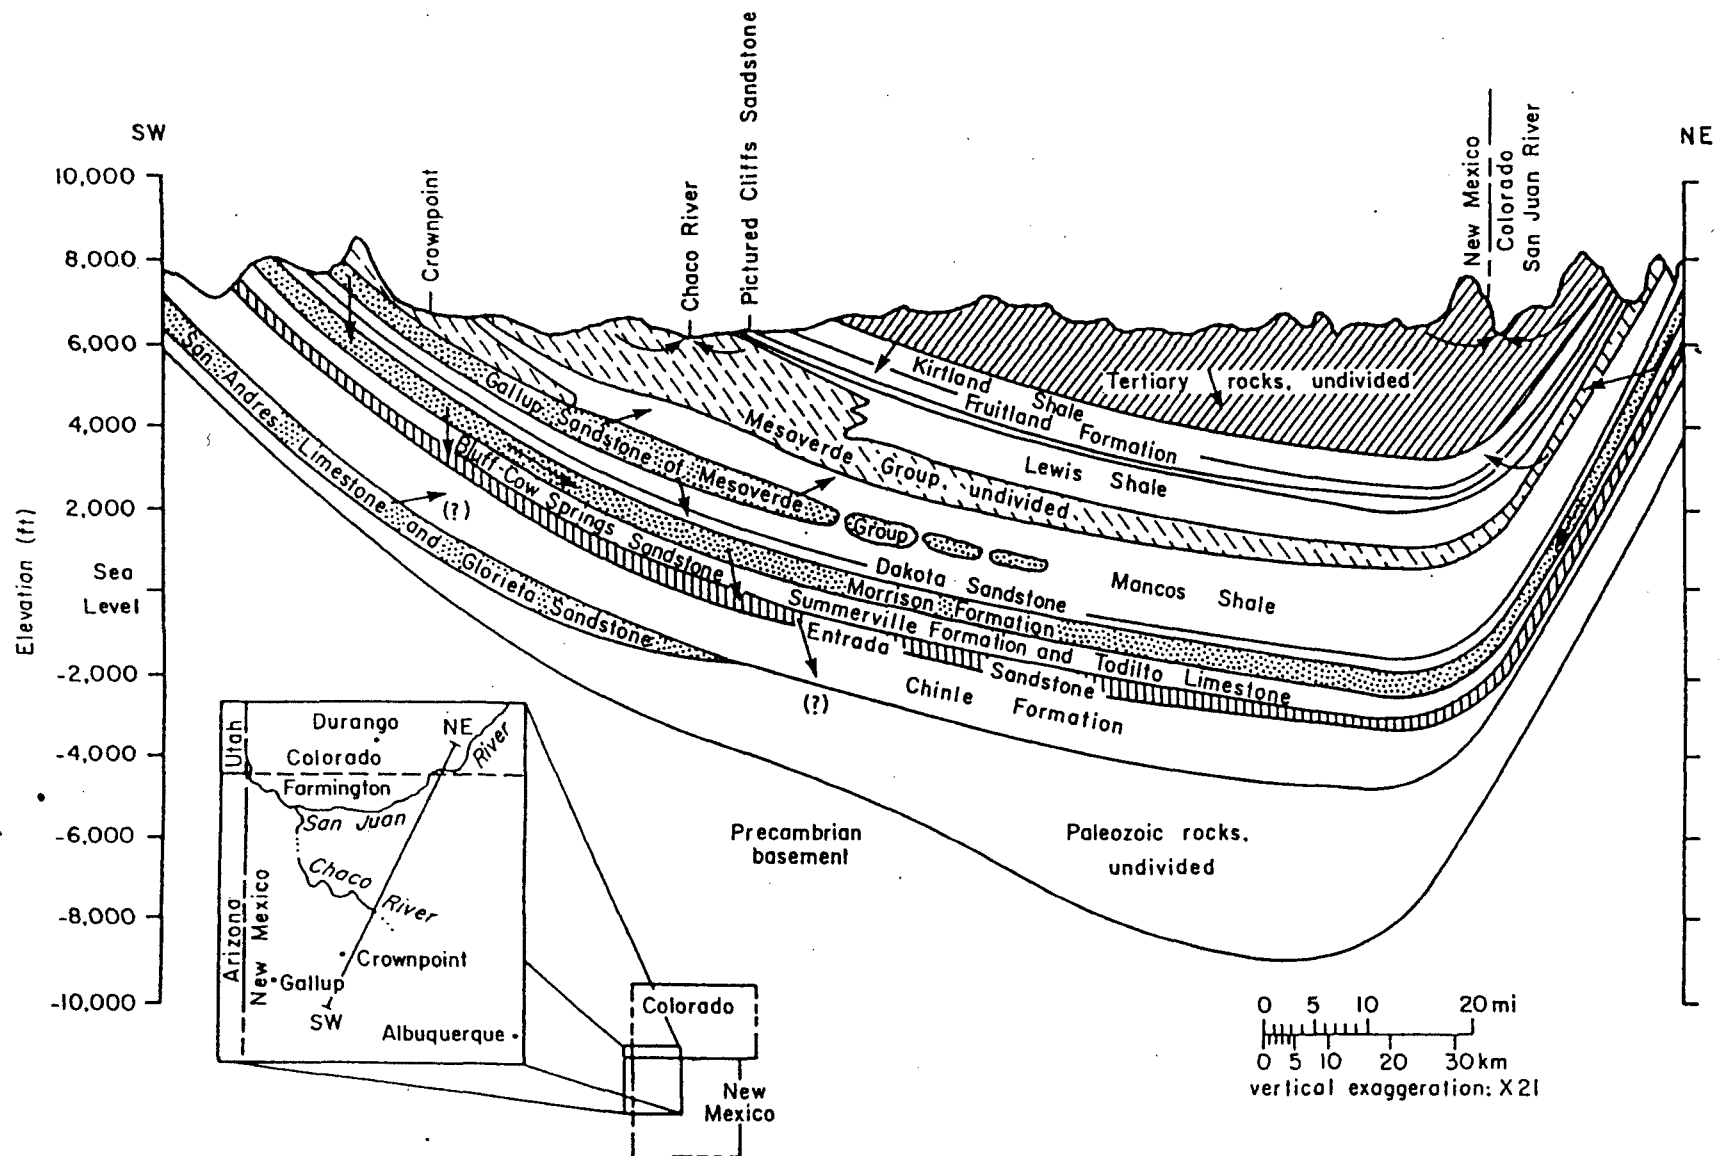 SW
NE
Crownpoint
Chaco River
Pictured Cliffs Sandstone
New Mexico
Colorado
San Juan River
10,000
8,000
6,000
4,000
2,000
Sea
Level
-2,000
-4,000
-6,000
-8,000
-10,000
Elevation (ft)
Kirtland Shale
Tertiary rocks, undivided
Fruitland Formation
Gallup Sandstone of Mesaverde Group
Mesaverde Group, undivided
Lewis Shale
San Andres Limestone and Glorieta Sandstone
(?)
Bluff-Cow Springs Sandstone
Dakota Sandstone
Mancos Shale
Morrison Formation
Summerville Formation and Todilto Limestone
Entrada Sandstone
(?)
Chinle Formation
Precambrian
basement
Paleozoic rocks,
undivided
Utah
Durango
NE
Colorado
River
Farmington
San Juan
Chaco
River
Arizona
New Mexico
Crownpoint
Gallup
SW
Albuquerque
Colorado
New
Mexico
0 5 10 20 mi
0 5 10 20 30 km
vertical exaggeration: X21